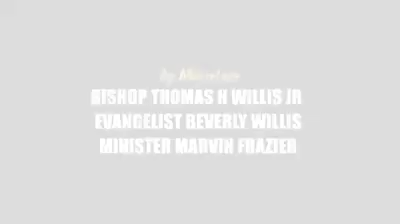 BISHOP THOMAS H WILLIS JR
EVANGELIST BEVERLY WILLIS
MINISTER MARVIN FRAZIER